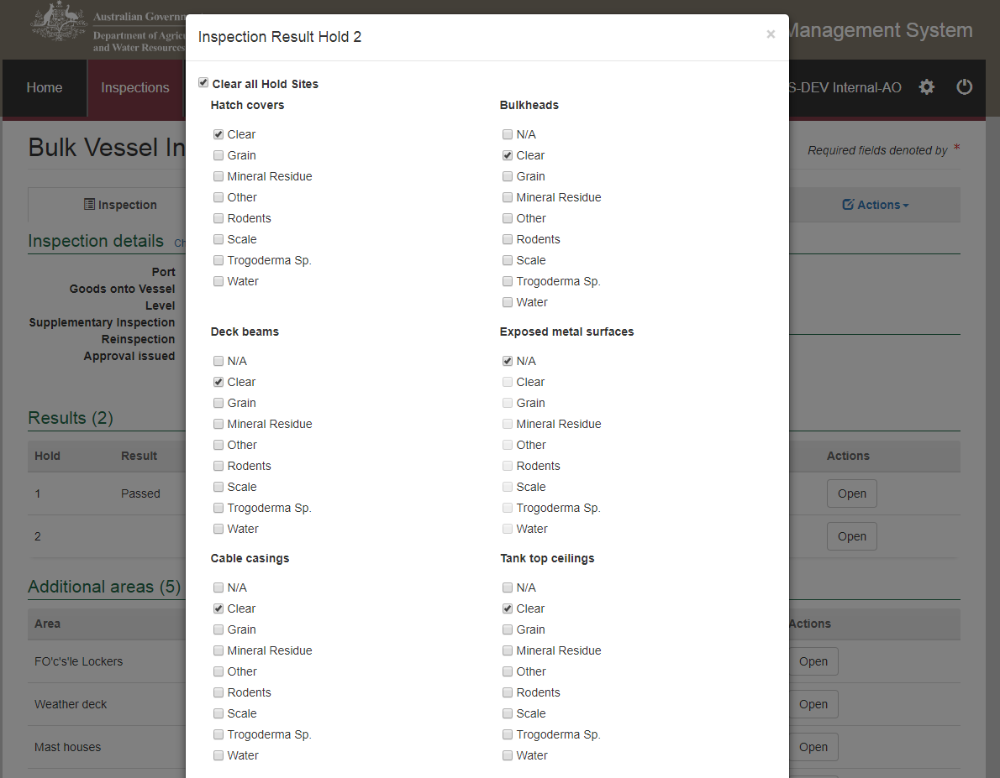 Australian Governm
Department of Agricu
and Water Resources
Management System
Home
Inspections
S-DEV Internal-AO
Bulk Vessel In
Required fields denoted by *
Inspection
Actions
Inspection details Ch
Port
Goods onto Vessel
Level
Supplementary Inspection
Reinspection
Approval issued
Results (2)
Hold Result Actions
1 Passed Open
2 Open
Additional areas (5)
Area Actions
FO'c's'le Lockers Open
Weather deck Open
Mast houses Open
Inspection Result Hold 2 ×
Clear all Hold Sites
Hatch covers
Clear
Grain
Mineral Residue
Other
Rodents
Scale
Trogoderma Sp.
Water
Bulkheads
N/A
Clear
Grain
Mineral Residue
Other
Rodents
Scale
Trogoderma Sp.
Water
Deck beams
N/A
Clear
Grain
Mineral Residue
Other
Rodents
Scale
Trogoderma Sp.
Water
Exposed metal surfaces
N/A
Clear
Grain
Mineral Residue
Other
Rodents
Scale
Trogoderma Sp.
Water
Cable casings
N/A
Clear
Grain
Mineral Residue
Other
Rodents
Scale
Trogoderma Sp.
Water
Tank top ceilings
N/A
Clear
Grain
Mineral Residue
Other
Rodents
Scale
Trogoderma Sp.
Water